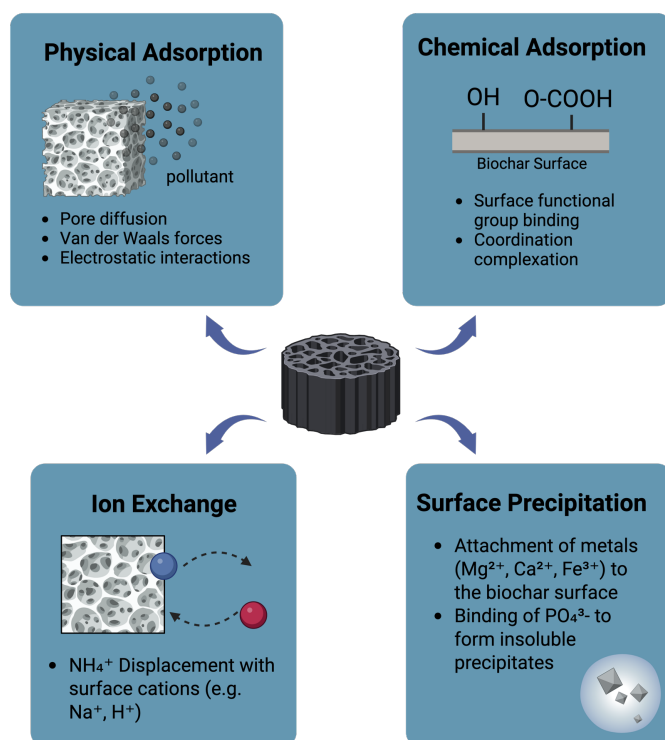 Physical Adsorption
pollutant
• Pore diffusion
• Van der Waals forces
• Electrostatic interactions
Chemical Adsorption
OH O-COOH
Biochar Surface
• Surface functional
group binding
• Coordination
complexation
Ion Exchange
• NH₄⁺ Displacement with
surface cations (e.g.
Na⁺, H⁺)
Surface Precipitation
• Attachment of metals
(Mg²⁺, Ca²⁺, Fe³⁺) to
the biochar surface
• Binding of PO₄³- to
form insoluble
precipitates